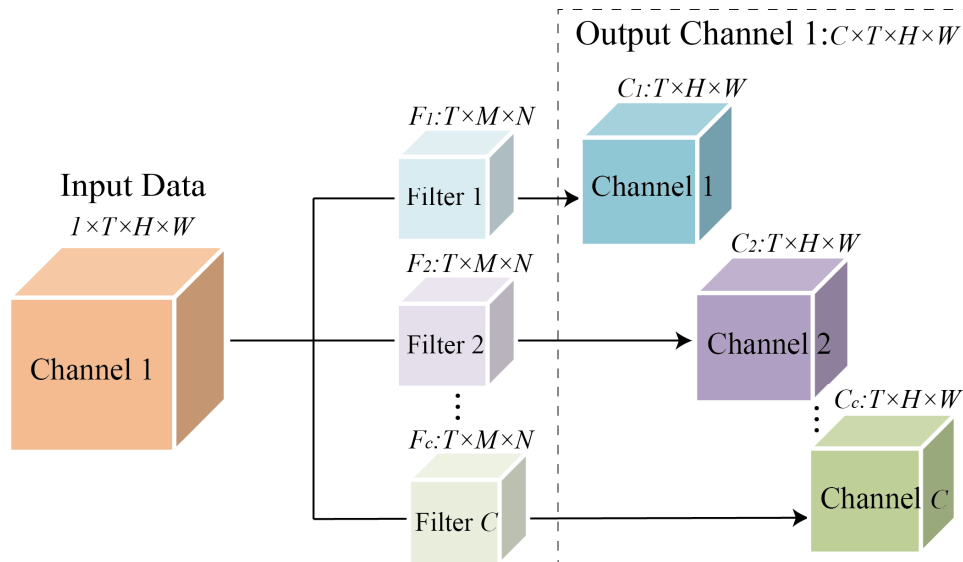 Output Channel 1:C×T×H×W
C1:T×H×W
F1:T×M×N
Channel 1
Filter 1
Input Data
1×T×H×W
C2:T×H×W
F2:T×M×N
Channel 2
Filter 2
Channel 1
⋮
⋮
Cc:T×H×W
Fc:T×M×N
Channel C
Filter C